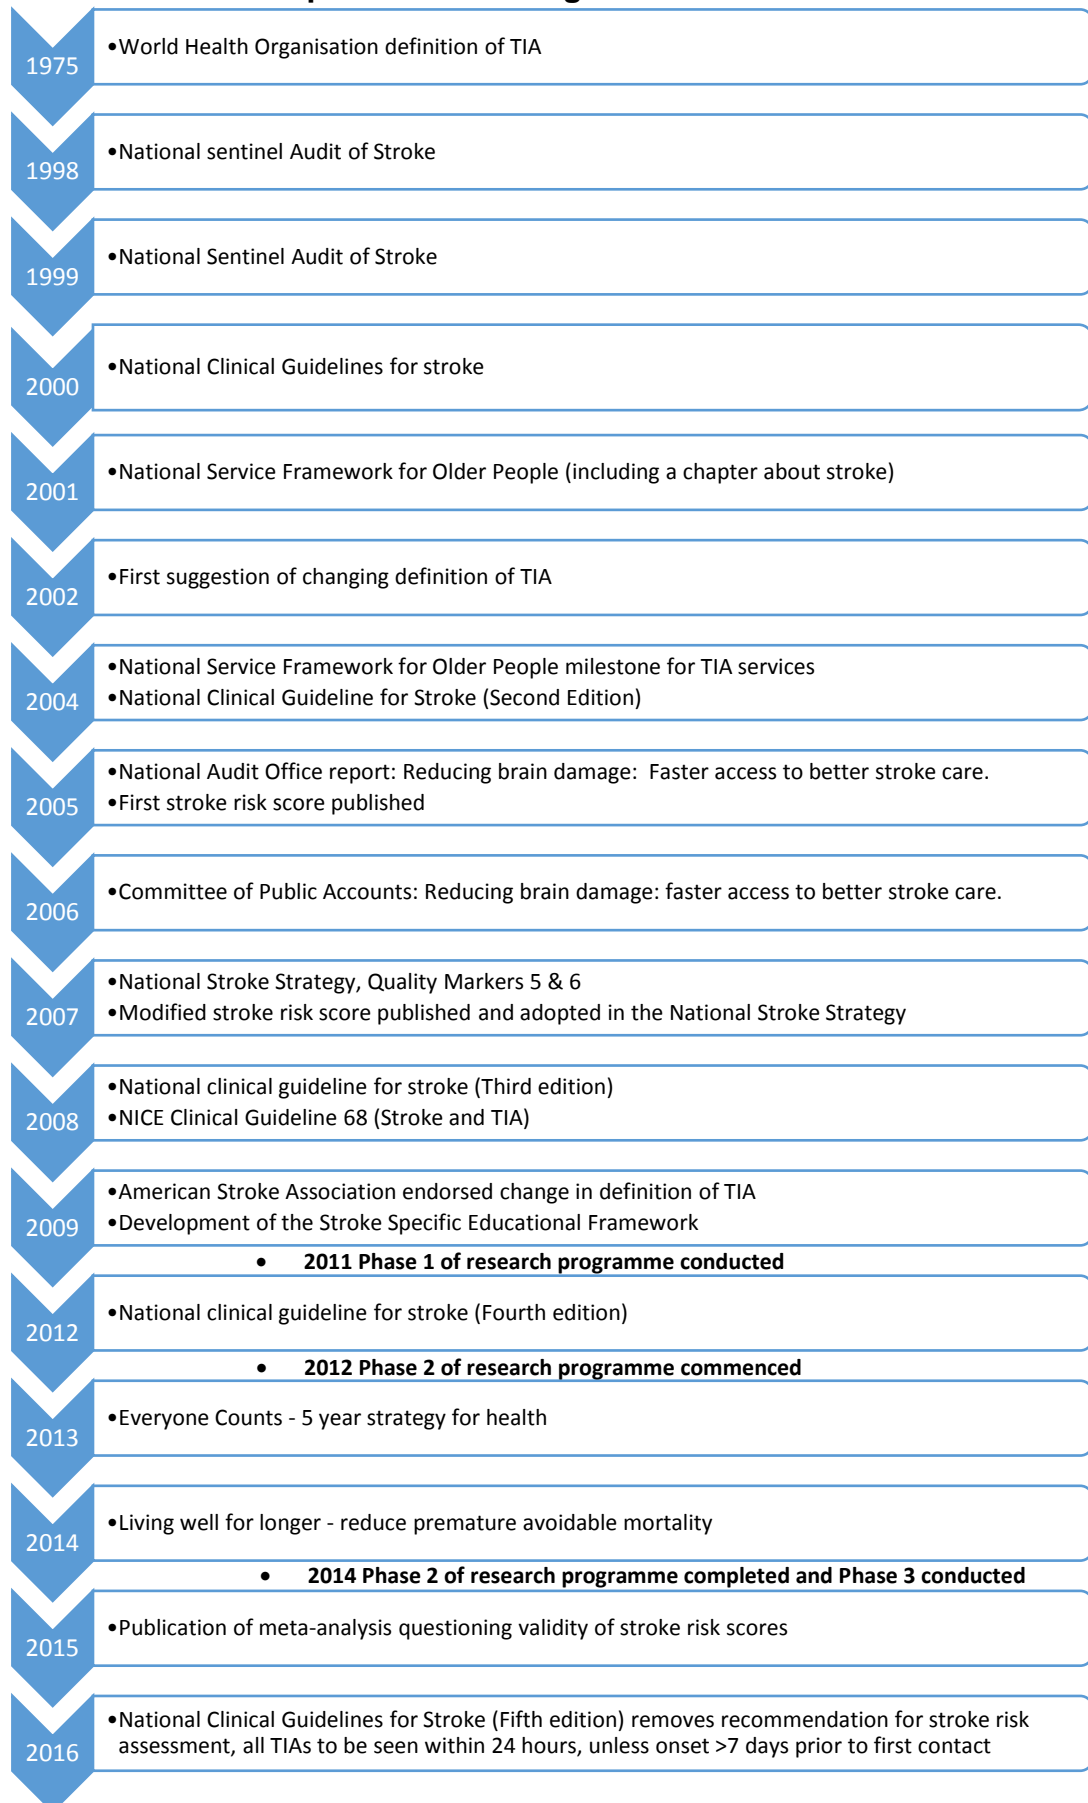 1975
•World Health Organisation definition of TIA
1998
•National sentinel Audit of Stroke
1999
•National Sentinel Audit of Stroke
2000
•National Clinical Guidelines for stroke
2001
•National Service Framework for Older People (including a chapter about stroke)
2002
•First suggestion of changing definition of TIA
2004
•National Service Framework for Older People milestone for TIA services
•National Clinical Guideline for Stroke (Second Edition)
2005
•National Audit Office report: Reducing brain damage:  Faster access to better stroke care.
•First stroke risk score published
2006
•Committee of Public Accounts: Reducing brain damage: faster access to better stroke care.
2007
•National Stroke Strategy, Quality Markers 5 & 6
•Modified stroke risk score published and adopted in the National Stroke Strategy
2008
•National clinical guideline for stroke (Third edition)
•NICE Clinical Guideline 68 (Stroke and TIA)
2009
•American Stroke Association endorsed change in definition of TIA
•Development of the Stroke Specific Educational Framework
• 2011 Phase 1 of research programme conducted
2012
•National clinical guideline for stroke (Fourth edition)
• 2012 Phase 2 of research programme commenced
2013
•Everyone Counts - 5 year strategy for health
2014
•Living well for longer - reduce premature avoidable mortality
• 2014 Phase 2 of research programme completed and Phase 3 conducted
2015
•Publication of meta-analysis questioning validity of stroke risk scores
2016
•National Clinical Guidelines for Stroke (Fifth edition) removes recommendation for stroke risk
assessment, all TIAs to be seen within 24 hours, unless onset >7 days prior to first contact